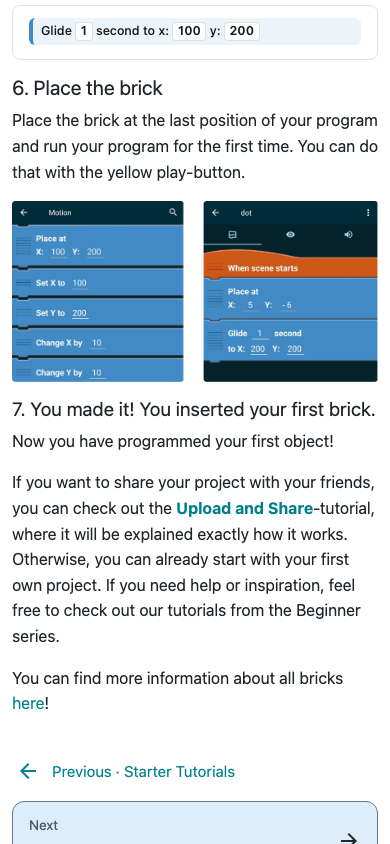 Glide 1 second to x: 100 y: 200
6. Place the brick
Place the brick at the last position of your program
and run your program for the first time. You can do
that with the yellow play-button.
Motion
Place at
X: 100 Y: 200
Set X to 100
Set Y to 200
Change X by 10
Change Y by 10
dot
When scene starts
Place at
X: 5 Y: -6
Glide 1 second
to X: 200 Y: 200
7. You made it! You inserted your first brick.
Now you have programmed your first object!
If you want to share your project with your friends,
you can check out the Upload and Share-tutorial,
where it will be explained exactly how it works.
Otherwise, you can already start with your first
own project. If you need help or inspiration, feel
free to check out our tutorials from the Beginner
series.
You can find more information about all bricks
here!
Previous · Starter Tutorials
Next